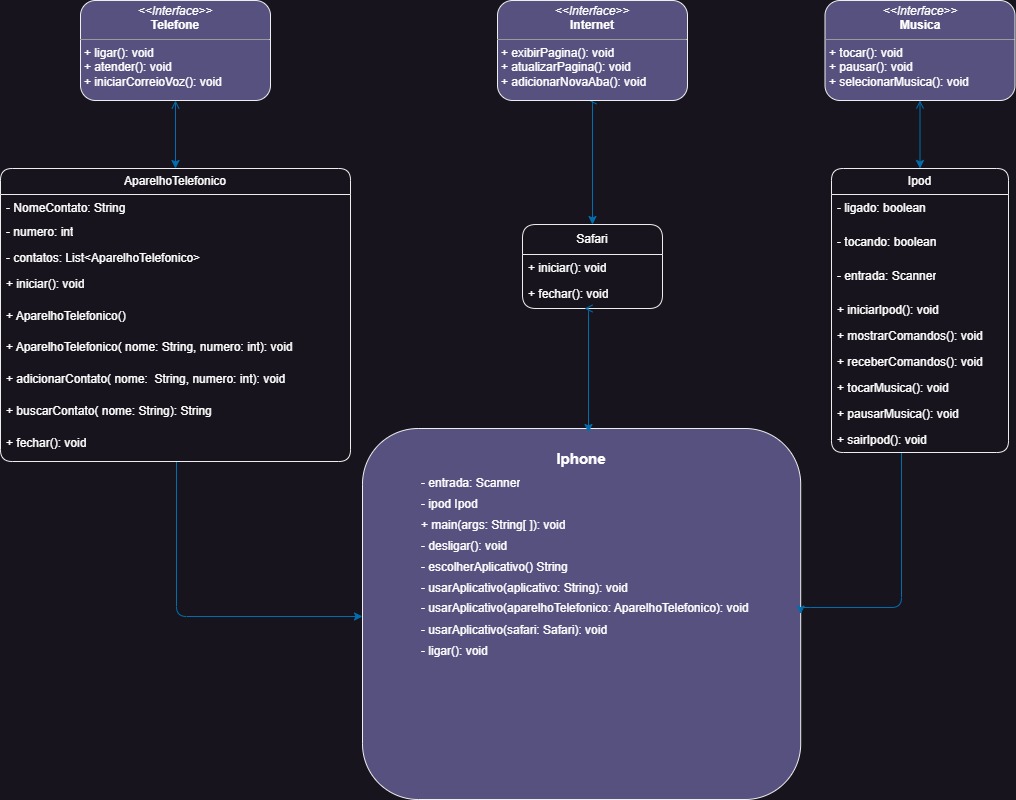 <<Interface>>
Telefone
+ ligar(): void
+ atender(): void
+ iniciarCorreioVoz(): void
<<Interface>>
Internet
+ exibirPagina(): void
+ atualizarPagina(): void
+ adicionarNovaAba(): void
<<Interface>>
Musica
+ tocar(): void
+ pausar(): void
+ selecionarMusica(): void
AparelhoTelefonico
- NomeContato: String
- numero: int
- contatos: List<AparelhoTelefonico>
+ iniciar(): void
+ AparelhoTelefonico()
+ AparelhoTelefonico( nome: String, numero: int): void
+ adicionarContato( nome: String, numero: int): void
+ buscarContato( nome: String): String
+ fechar(): void
Safari
+ iniciar(): void
+ fechar(): void
Ipod
- ligado: boolean
- tocando: boolean
- entrada: Scanner
+ iniciarIpod(): void
+ mostrarComandos(): void
+ receberComandos(): void
+ tocarMusica(): void
+ pausarMusica(): void
+ sairIpod(): void
Iphone
- entrada: Scanner
- ipod Ipod
+ main(args: String[ ]): void
- desligar(): void
- escolherAplicativo() String
- usarAplicativo(aplicativo: String): void
- usarAplicativo(aparelhoTelefonico: AparelhoTelefonico): void
- usarAplicativo(safari: Safari): void
- ligar(): void